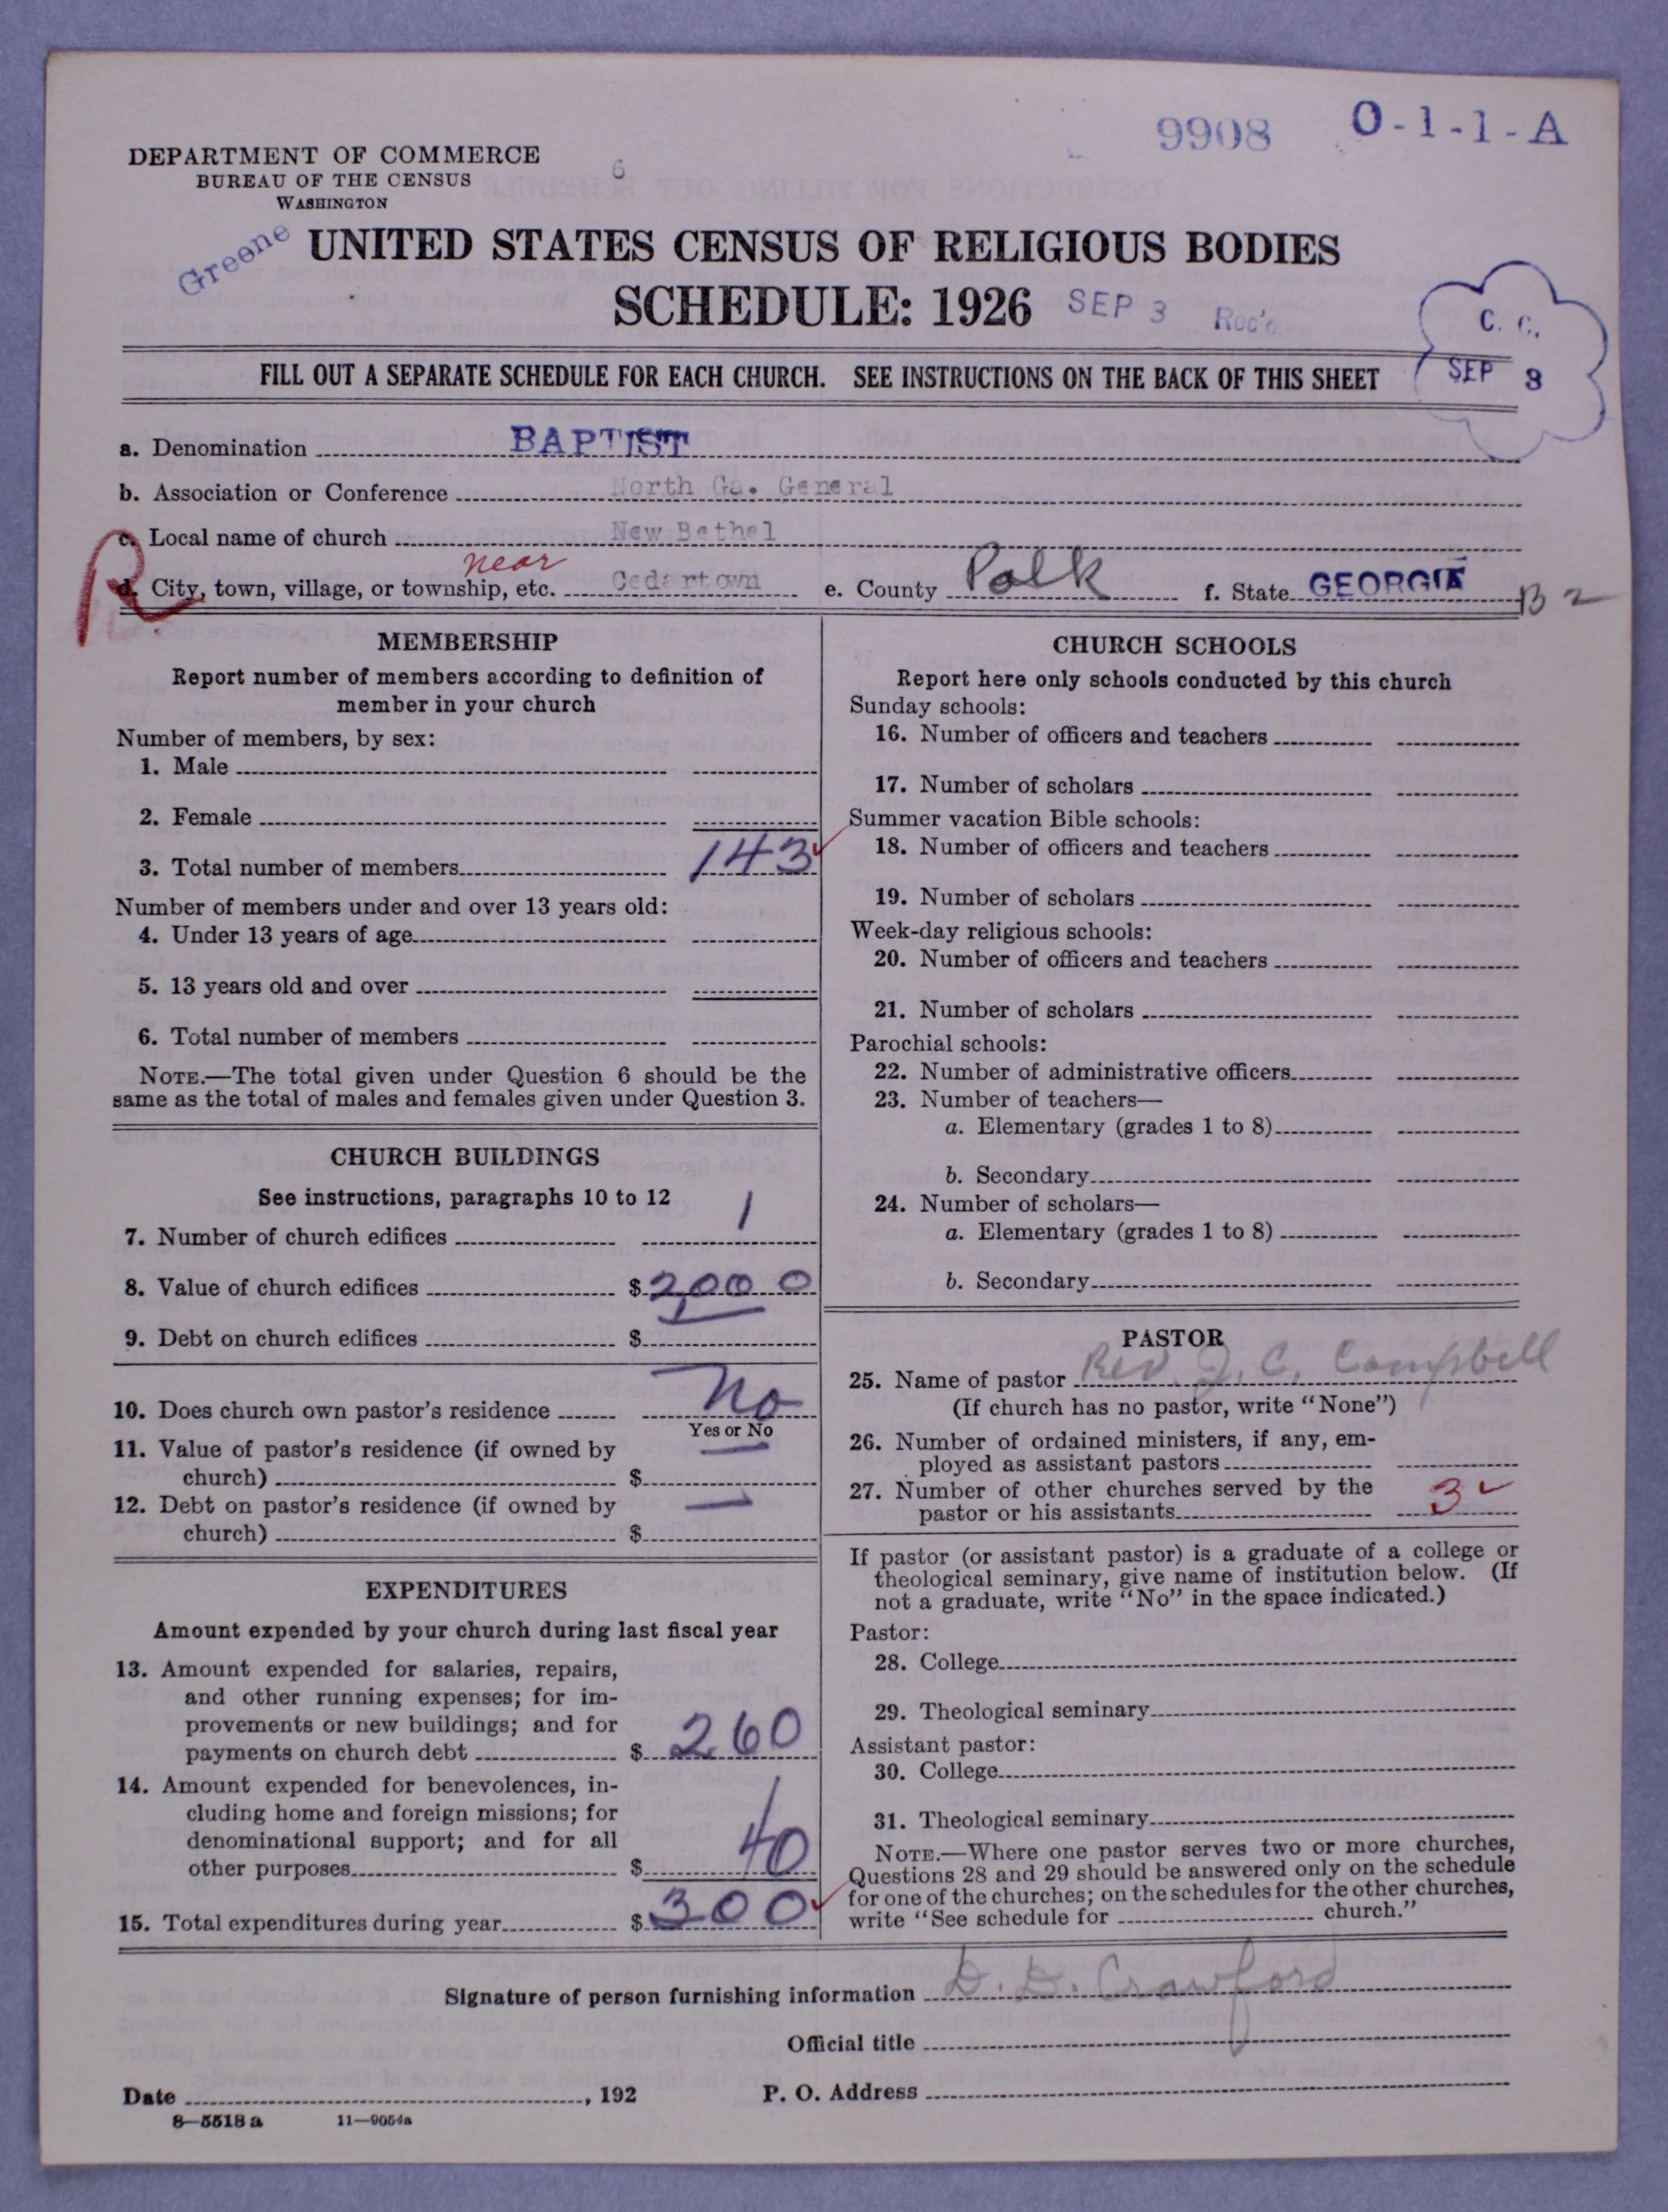 9908 O-1-1-A
DEPARTMENT OF COMMERCE
BUREAU OF THE CENSUS
WASHINGTON
6
Greene
UNITED STATES CENSUS OF RELIGIOUS BODIES
SCHEDULE: 1926
SEP 3 Rec'd
C. C.
SEP 8
FILL OUT A SEPARATE SCHEDULE FOR EACH CHURCH. SEE INSTRUCTIONS ON THE BACK OF THIS SHEET
a. Denomination BAPTIST
b. Association or Conference North Ga. General
c. Local name of church New Bethel
R
near
d. City, town, village, or township, etc. Cedartown e. County Polk f. State GEORGIA B 2
MEMBERSHIP
Report number of members according to definition of
member in your church
Number of members, by sex:
1. Male
2. Female
3. Total number of members 143
Number of members under and over 13 years old:
4. Under 13 years of age
5. 13 years old and over
6. Total number of members
NOTE.—The total given under Question 6 should be the
same as the total of males and females given under Question 3.
CHURCH BUILDINGS
See instructions, paragraphs 10 to 12
7. Number of church edifices 1
8. Value of church edifices $ 2000
9. Debt on church edifices $ —
10. Does church own pastor's residence No
Yes or No
11. Value of pastor's residence (if owned by
church) $ —
12. Debt on pastor's residence (if owned by
church) $ —
EXPENDITURES
Amount expended by your church during last fiscal year
13. Amount expended for salaries, repairs,
and other running expenses; for im-
provements or new buildings; and for
payments on church debt $ 260
14. Amount expended for benevolences, in-
cluding home and foreign missions; for
denominational support; and for all
other purposes $ 40
15. Total expenditures during year $ 300
CHURCH SCHOOLS
Report here only schools conducted by this church
Sunday schools:
16. Number of officers and teachers
17. Number of scholars
Summer vacation Bible schools:
18. Number of officers and teachers
19. Number of scholars
Week-day religious schools:
20. Number of officers and teachers
21. Number of scholars
Parochial schools:
22. Number of administrative officers
23. Number of teachers—
a. Elementary (grades 1 to 8)
b. Secondary
24. Number of scholars—
a. Elementary (grades 1 to 8)
b. Secondary
PASTOR
25. Name of pastor Rev. J. C. Campbell
(If church has no pastor, write "None")
26. Number of ordained ministers, if any, em-
ployed as assistant pastors
27. Number of other churches served by the
pastor or his assistants 3
If pastor (or assistant pastor) is a graduate of a college or
theological seminary, give name of institution below. (If
not a graduate, write "No" in the space indicated.)
Pastor:
28. College
29. Theological seminary
Assistant pastor:
30. College
31. Theological seminary
NOTE.—Where one pastor serves two or more churches,
Questions 28 and 29 should be answered only on the schedule
for one of the churches; on the schedules for the other churches,
write "See schedule for church."
Signature of person furnishing information D. D. Crawford
Official title
Date , 192 P. O. Address
8—5518 a 11—9054a